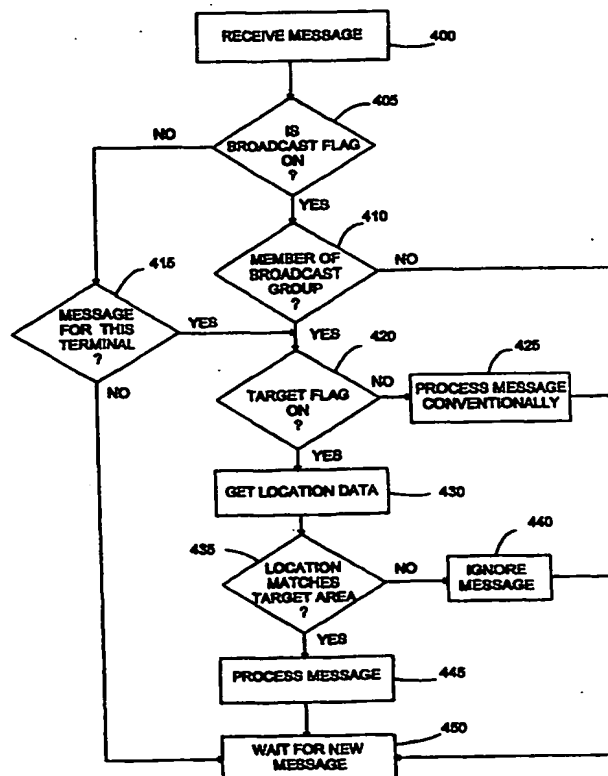 RECEIVE MESSAGE
400
405
IS
BROADCAST FLAG
ON
?
NO
YES
410
MEMBER OF
BROADCAST
GROUP
?
NO
YES
415
MESSAGE
FOR THIS
TERMINAL
?
YES
NO
420
TARGET FLAG
ON
?
NO
YES
425
PROCESS MESSAGE
CONVENTIONALLY
GET LOCATION DATA
430
435
LOCATION
MATCHES
TARGET AREA
?
NO
YES
440
IGNORE
MESSAGE
PROCESS MESSAGE
445
450
WAIT FOR NEW
MESSAGE